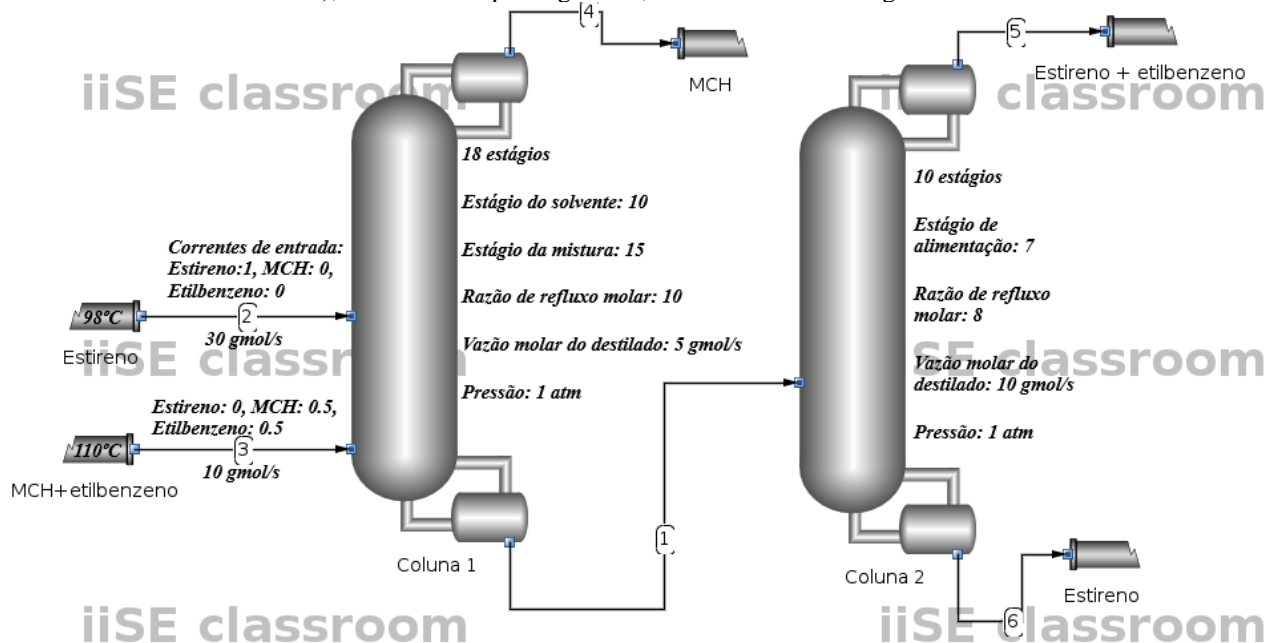 4
MCH
5
Estireno + etilbenzeno
iiSE classroom
iiSE classroom
18 estágios
Estágio do solvente: 10
Estágio da mistura: 15
Razão de refluxo molar: 10
Vazão molar do destilado: 5 gmol/s
Pressão: 1 atm
10 estágios
Estágio de
alimentação: 7
Razão de refluxo
molar: 8
Vazão molar do
destilado: 10 gmol/s
Pressão: 1 atm
Correntes de entrada:
Estireno:1, MCH: 0,
Etilbenzeno: 0
98ºC
2
30 gmol/s
Estireno
iiSE classroom
SE classroom
Estireno: 0, MCH: 0.5,
Etilbenzeno: 0.5
110ºC
3
10 gmol/s
MCH+etilbenzeno
1
Coluna 1
Coluna 2
Estireno
6
iiSE classroom
iiSE classroom